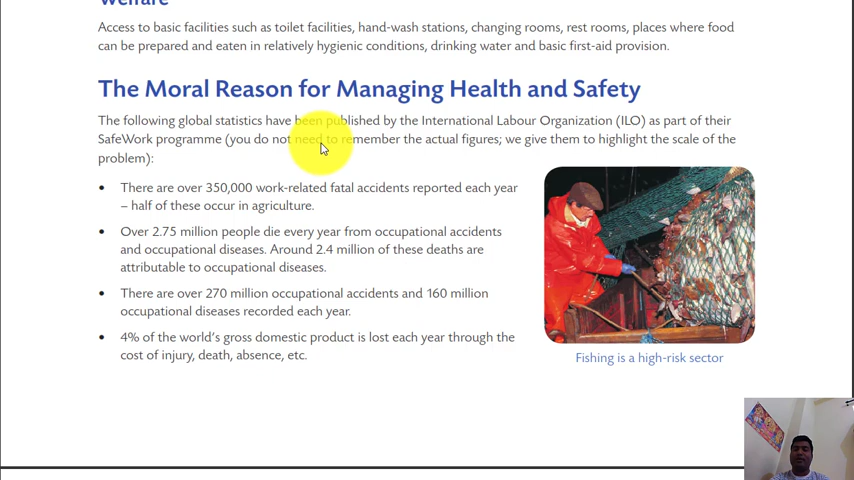 Welfare
Access to basic facilities such as toilet facilities, hand-wash stations, changing rooms, rest rooms, places where food
can be prepared and eaten in relatively hygienic conditions, drinking water and basic first-aid provision.
The Moral Reason for Managing Health and Safety
The following global statistics have been published by the International Labour Organization (ILO) as part of their
SafeWork programme (you do not need to remember the actual figures; we give them to highlight the scale of the
problem):
• There are over 350,000 work-related fatal accidents reported each year
– half of these occur in agriculture.
• Over 2.75 million people die every year from occupational accidents
and occupational diseases. Around 2.4 million of these deaths are
attributable to occupational diseases.
• There are over 270 million occupational accidents and 160 million
occupational diseases recorded each year.
• 4% of the world's gross domestic product is lost each year through the
cost of injury, death, absence, etc.
Fishing is a high-risk sector